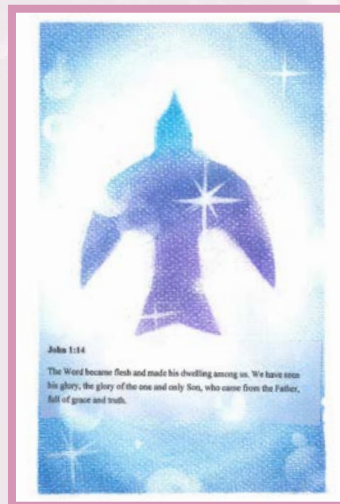 John 1:14
The Word became flesh and made his dwelling among us. We have seen
his glory, the glory of the one and only Son, who came from the Father,
full of grace and truth.